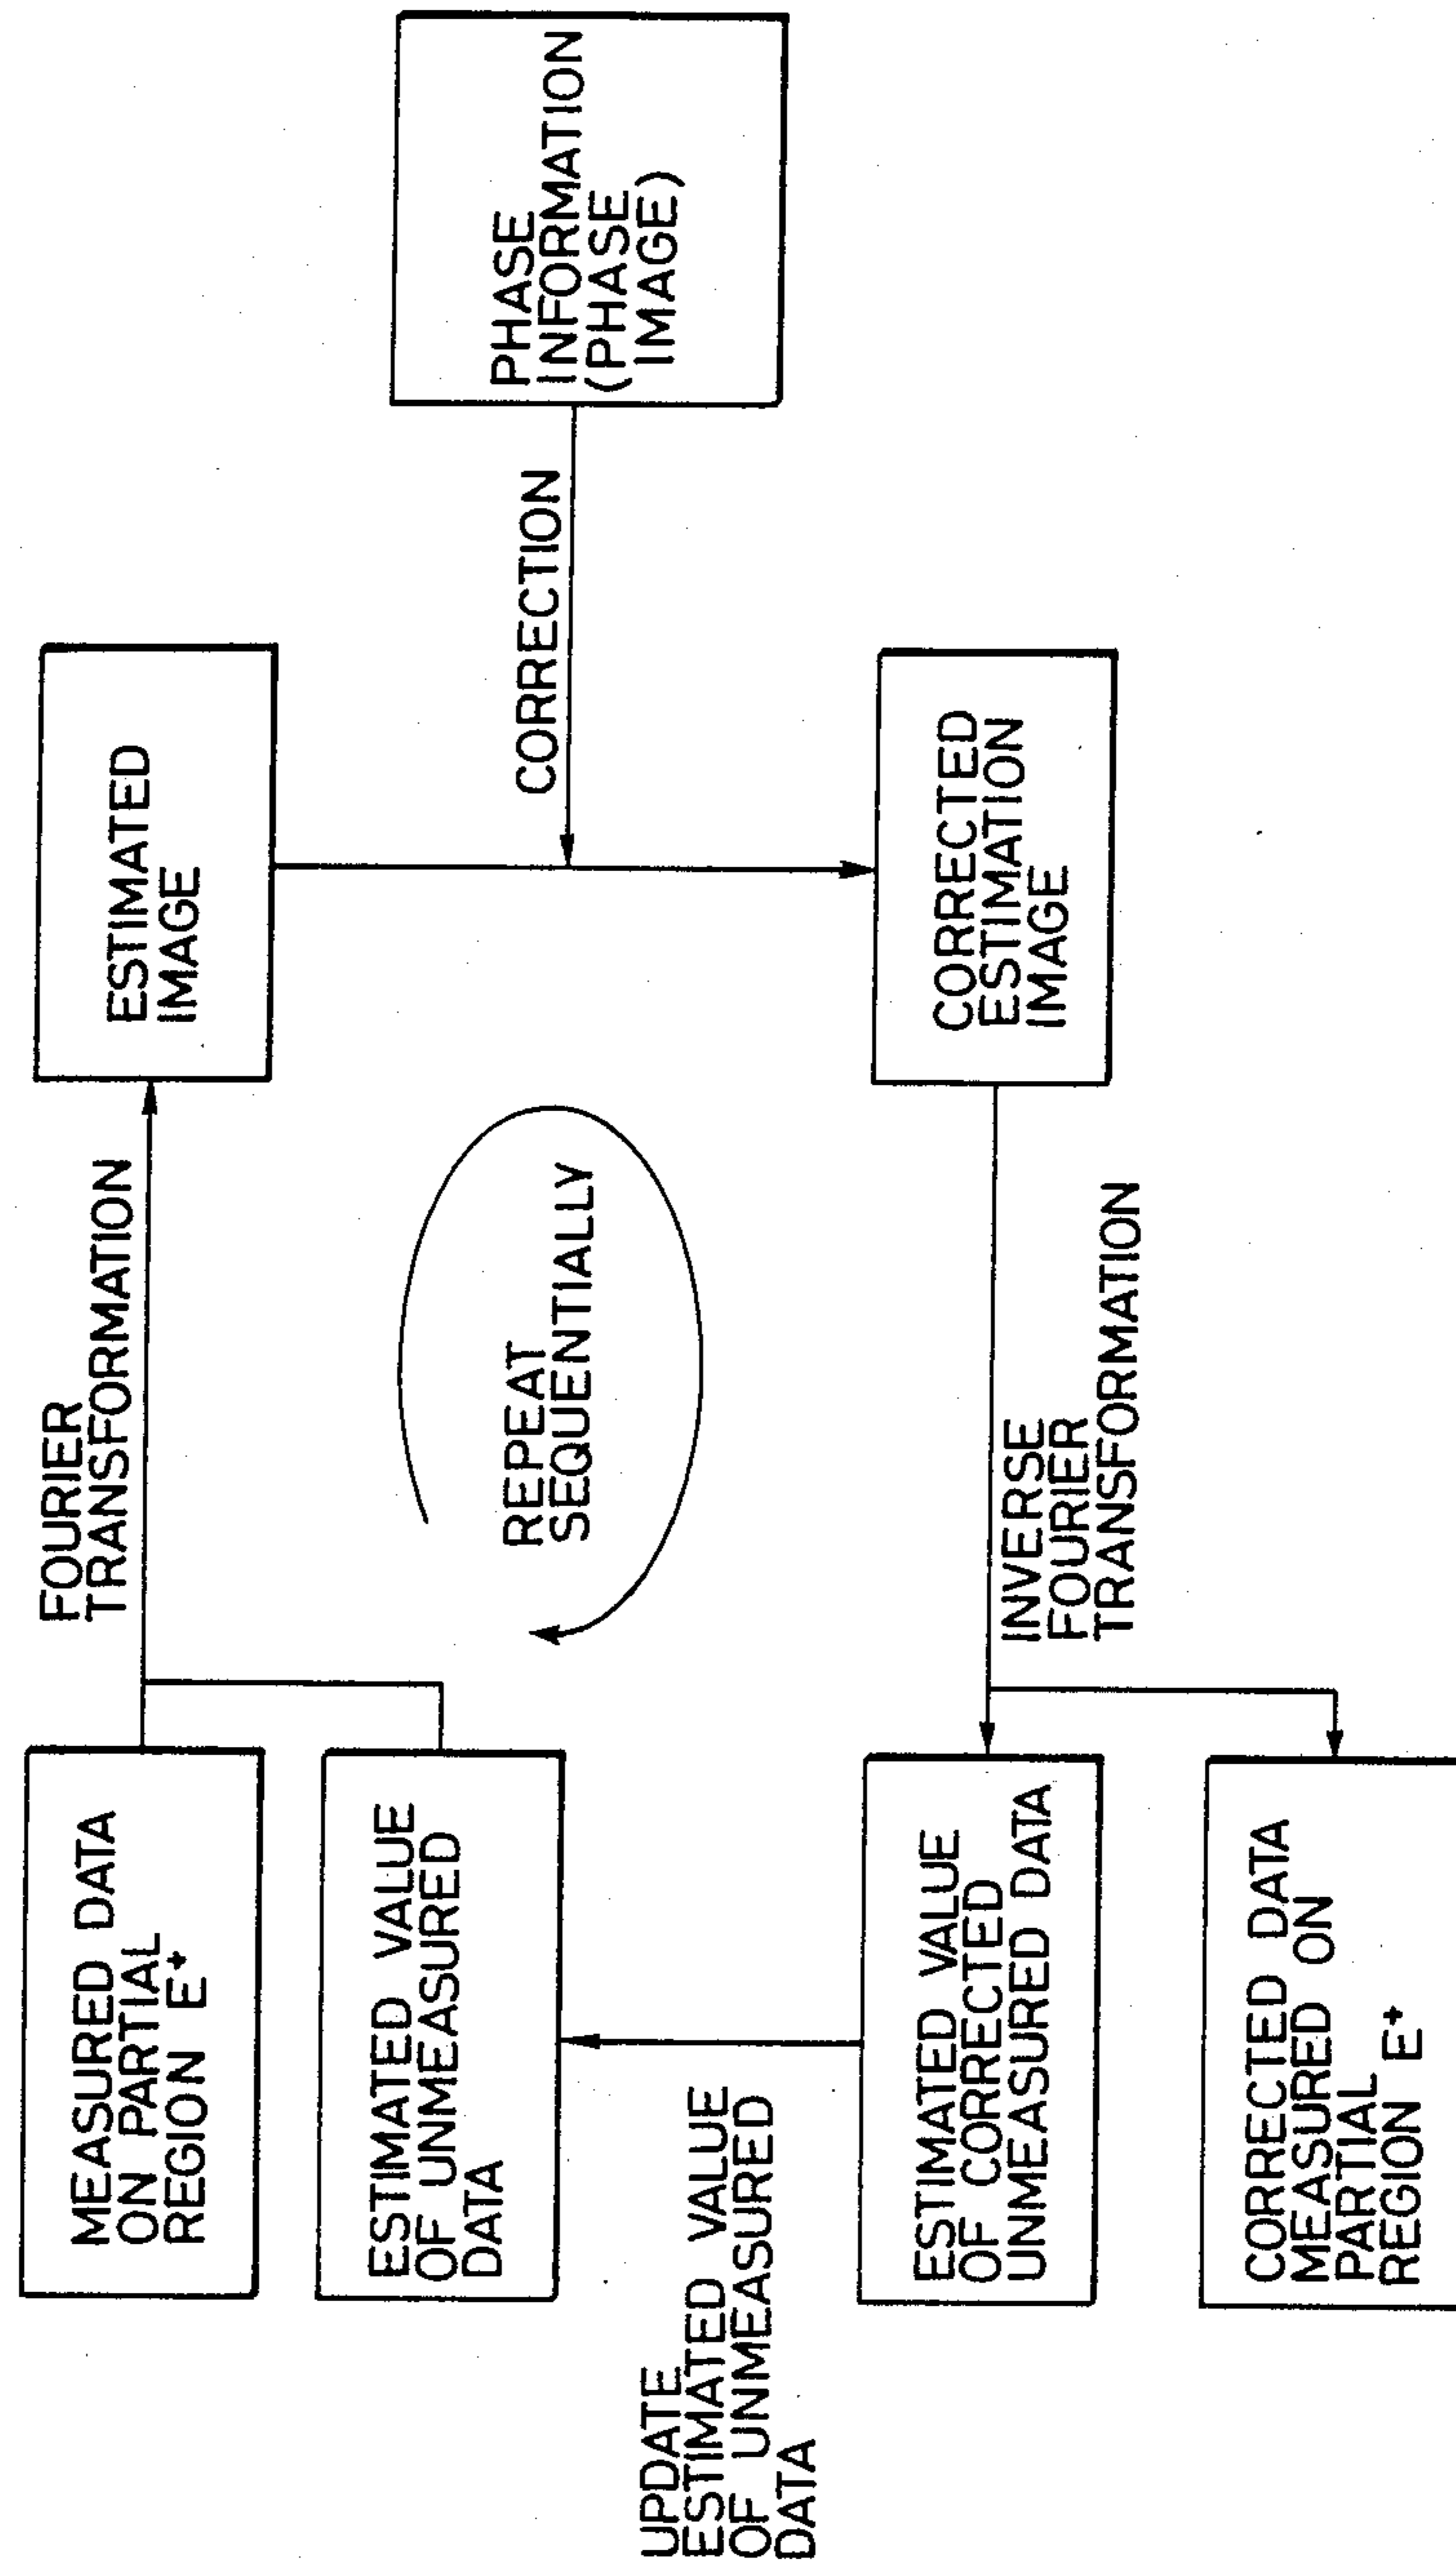 MEASURED DATA
ON PARTIAL
REGION E+
ESTIMATED VALUE
OF UNMEASURED
DATA
FOURIER
TRANSFORMATION
ESTIMATED
IMAGE
REPEAT
SEQUENTIALLY
CORRECTION
PHASE
INFORMATION
(PHASE
IMAGE)
UPDATE
ESTIMATED VALUE
OF UNMEASURED
DATA
ESTIMATED VALUE
OF CORRECTED
UNMEASURED DATA
INVERSE
FOURIER
TRANSFORMATION
CORRECTED
ESTIMATION
IMAGE
CORRECTED DATA
MEASURED ON
PARTIAL
REGION E+